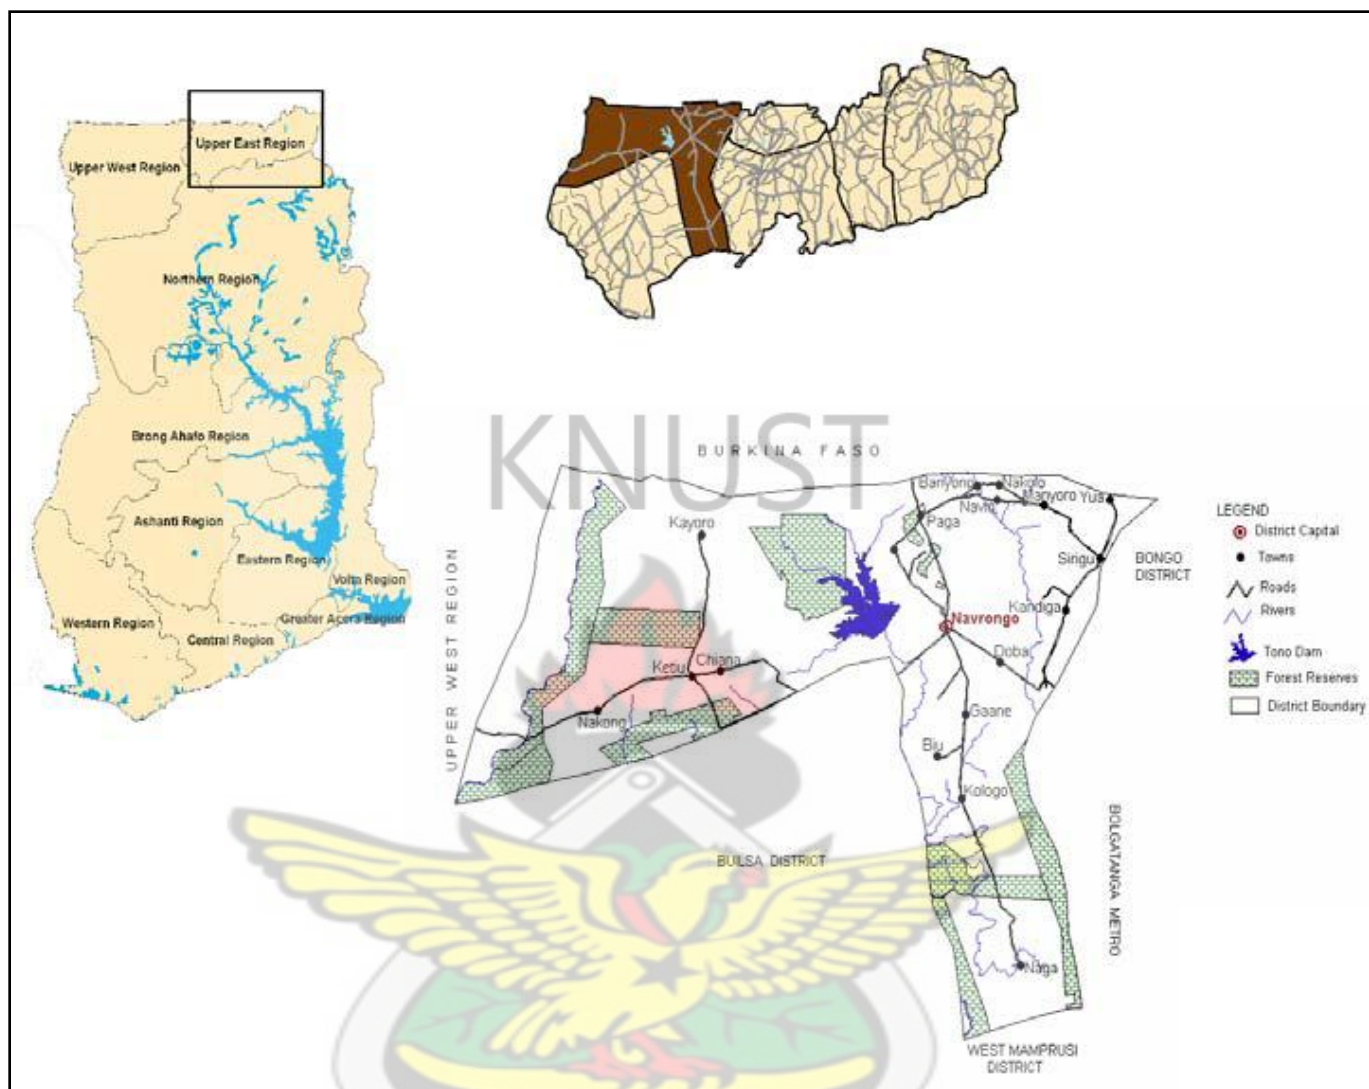 Upper East Region
Upper West Region
Northern Region
Brong Ahafo Region
Ashanti Region
Eastern Region
Volta Region
Greater Accra Region
Western Region
Central Region
KNUST
BURKINA FASO
Banyono
Nakolo
Navio
Manyoro
Yua
Paga
Kayoro
Singu
BONGO
DISTRICT
Kandiga
Navrongo
Doba
UPPER WEST REGION
Ketiu
Chiana
Nakong
Gaane
Biu
Kologo
BUILSA DISTRICT
BOLGATANGA METRO
Naga
WEST MAMPRUSI
DISTRICT
LEGEND
District Capital
Towns
Roads
Rivers
Tono Dam
Forest Reserves
District Boundary